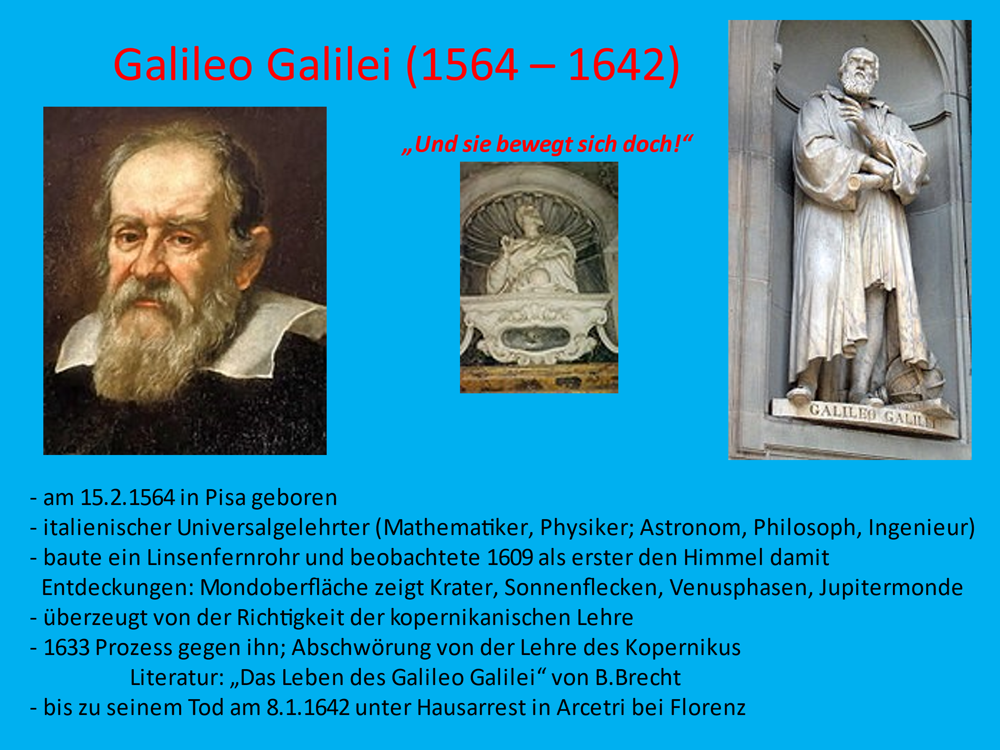 Galileo Galilei (1564 – 1642)
„Und sie bewegt sich doch!“
GALILEO GALILEI
- am 15.2.1564 in Pisa geboren
- italienischer Universalgelehrter (Mathematiker, Physiker; Astronom, Philosoph, Ingenieur)
- baute ein Linsenfernrohr und beobachtete 1609 als erster den Himmel damit
Entdeckungen: Mondoberfläche zeigt Krater, Sonnenflecken, Venusphasen, Jupitermonde
- überzeugt von der Richtigkeit der kopernikanischen Lehre
- 1633 Prozess gegen ihn; Abschwörung von der Lehre des Kopernikus
Literatur: „Das Leben des Galileo Galilei“ von B.Brecht
- bis zu seinem Tod am 8.1.1642 unter Hausarrest in Arcetri bei Florenz